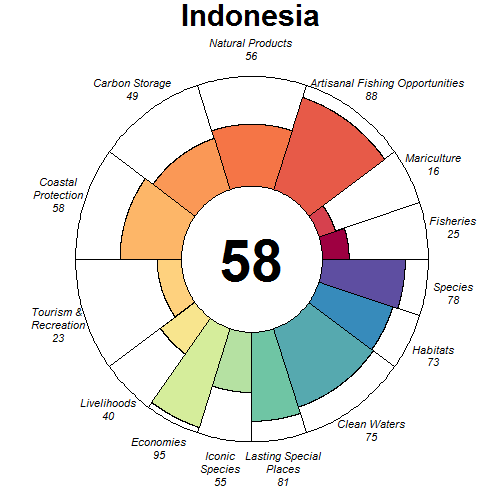 Indonesia
Natural Products
56
Carbon Storage
49
Artisanal Fishing Opportunities
88
Mariculture
16
Coastal
Protection
58
Fisheries
25
58
Species
78
Tourism &
Recreation
23
Habitats
73
Livelihoods
40
Clean Waters
75
Economies
95
Iconic
Species
55
Lasting Special
Places
81